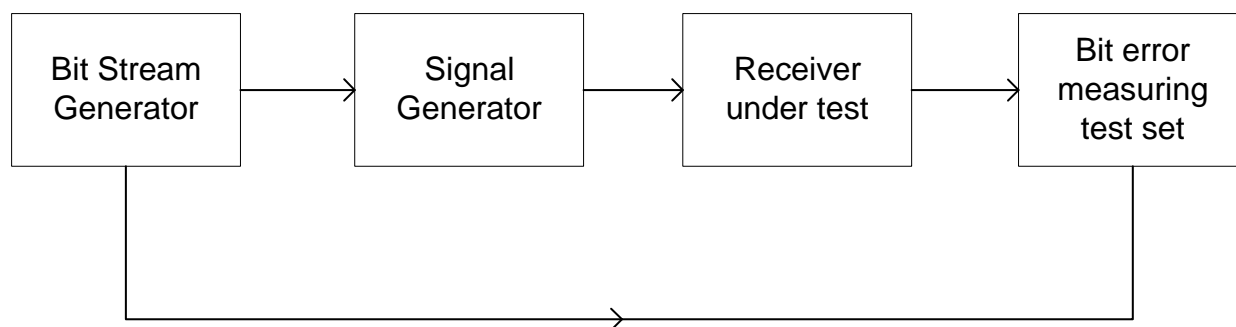 Bit Stream
Generator
Signal
Generator
Receiver
under test
Bit error
measuring
test set